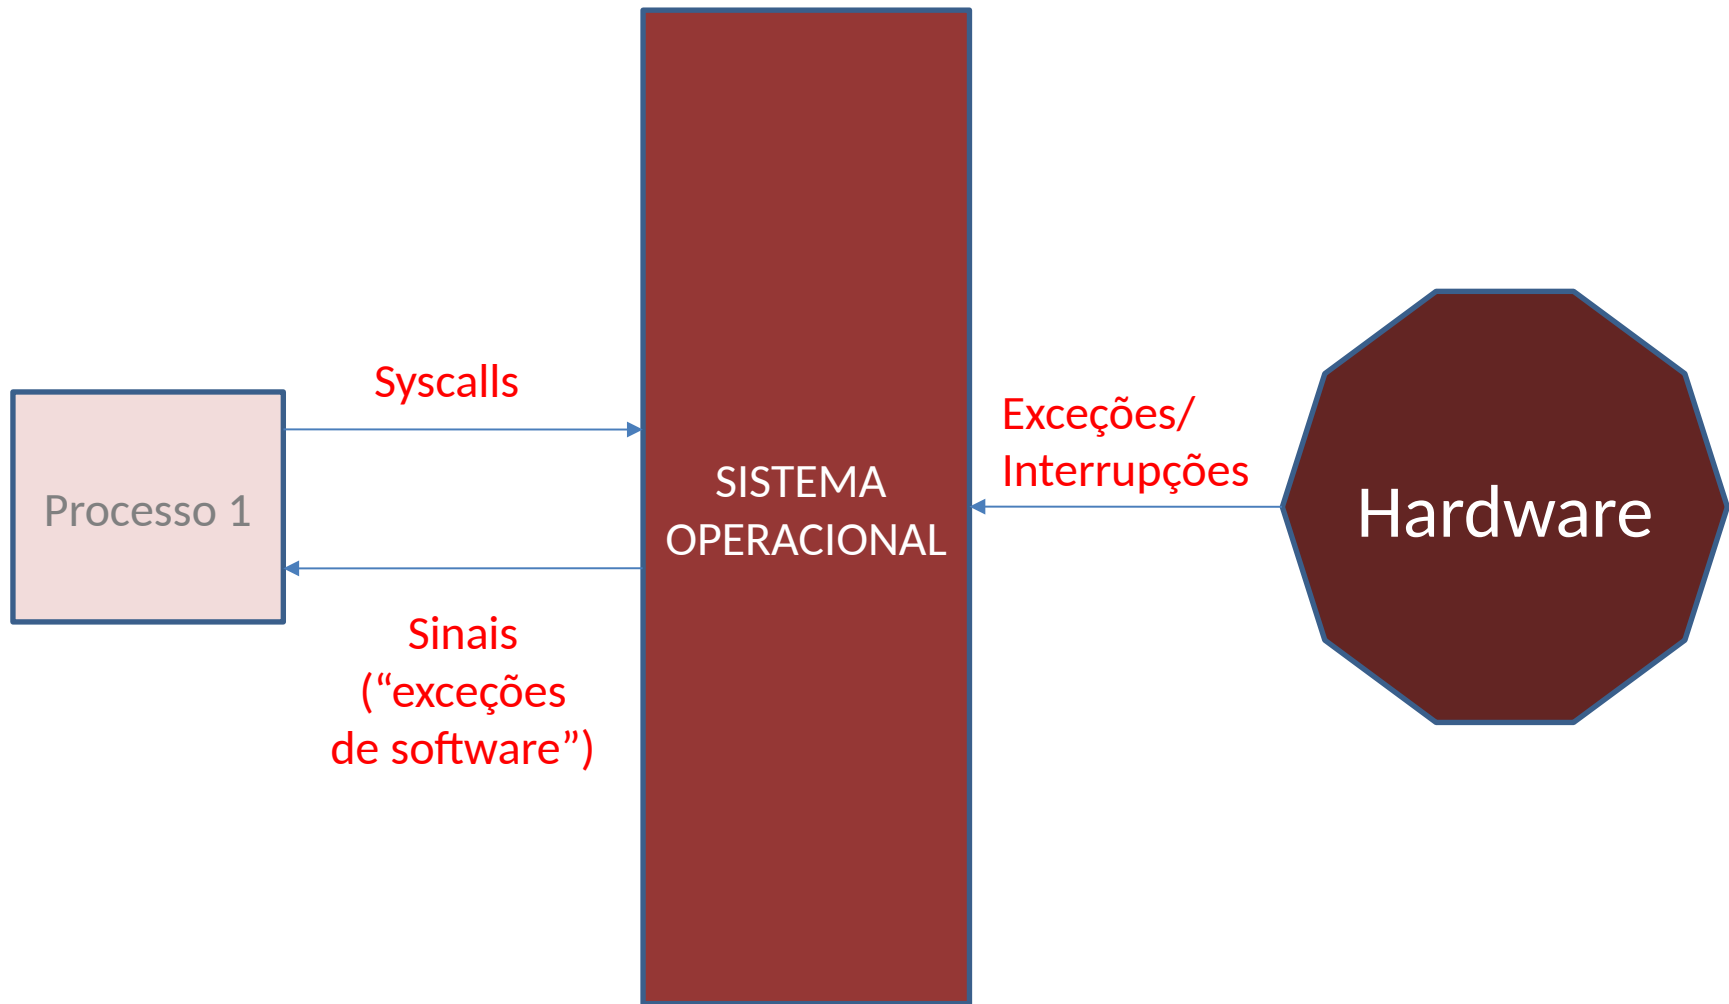 Syscalls
Exceções/
Interrupções
Processo 1
SISTEMA
OPERACIONAL
Hardware
Sinais
(“exceções
de software”)